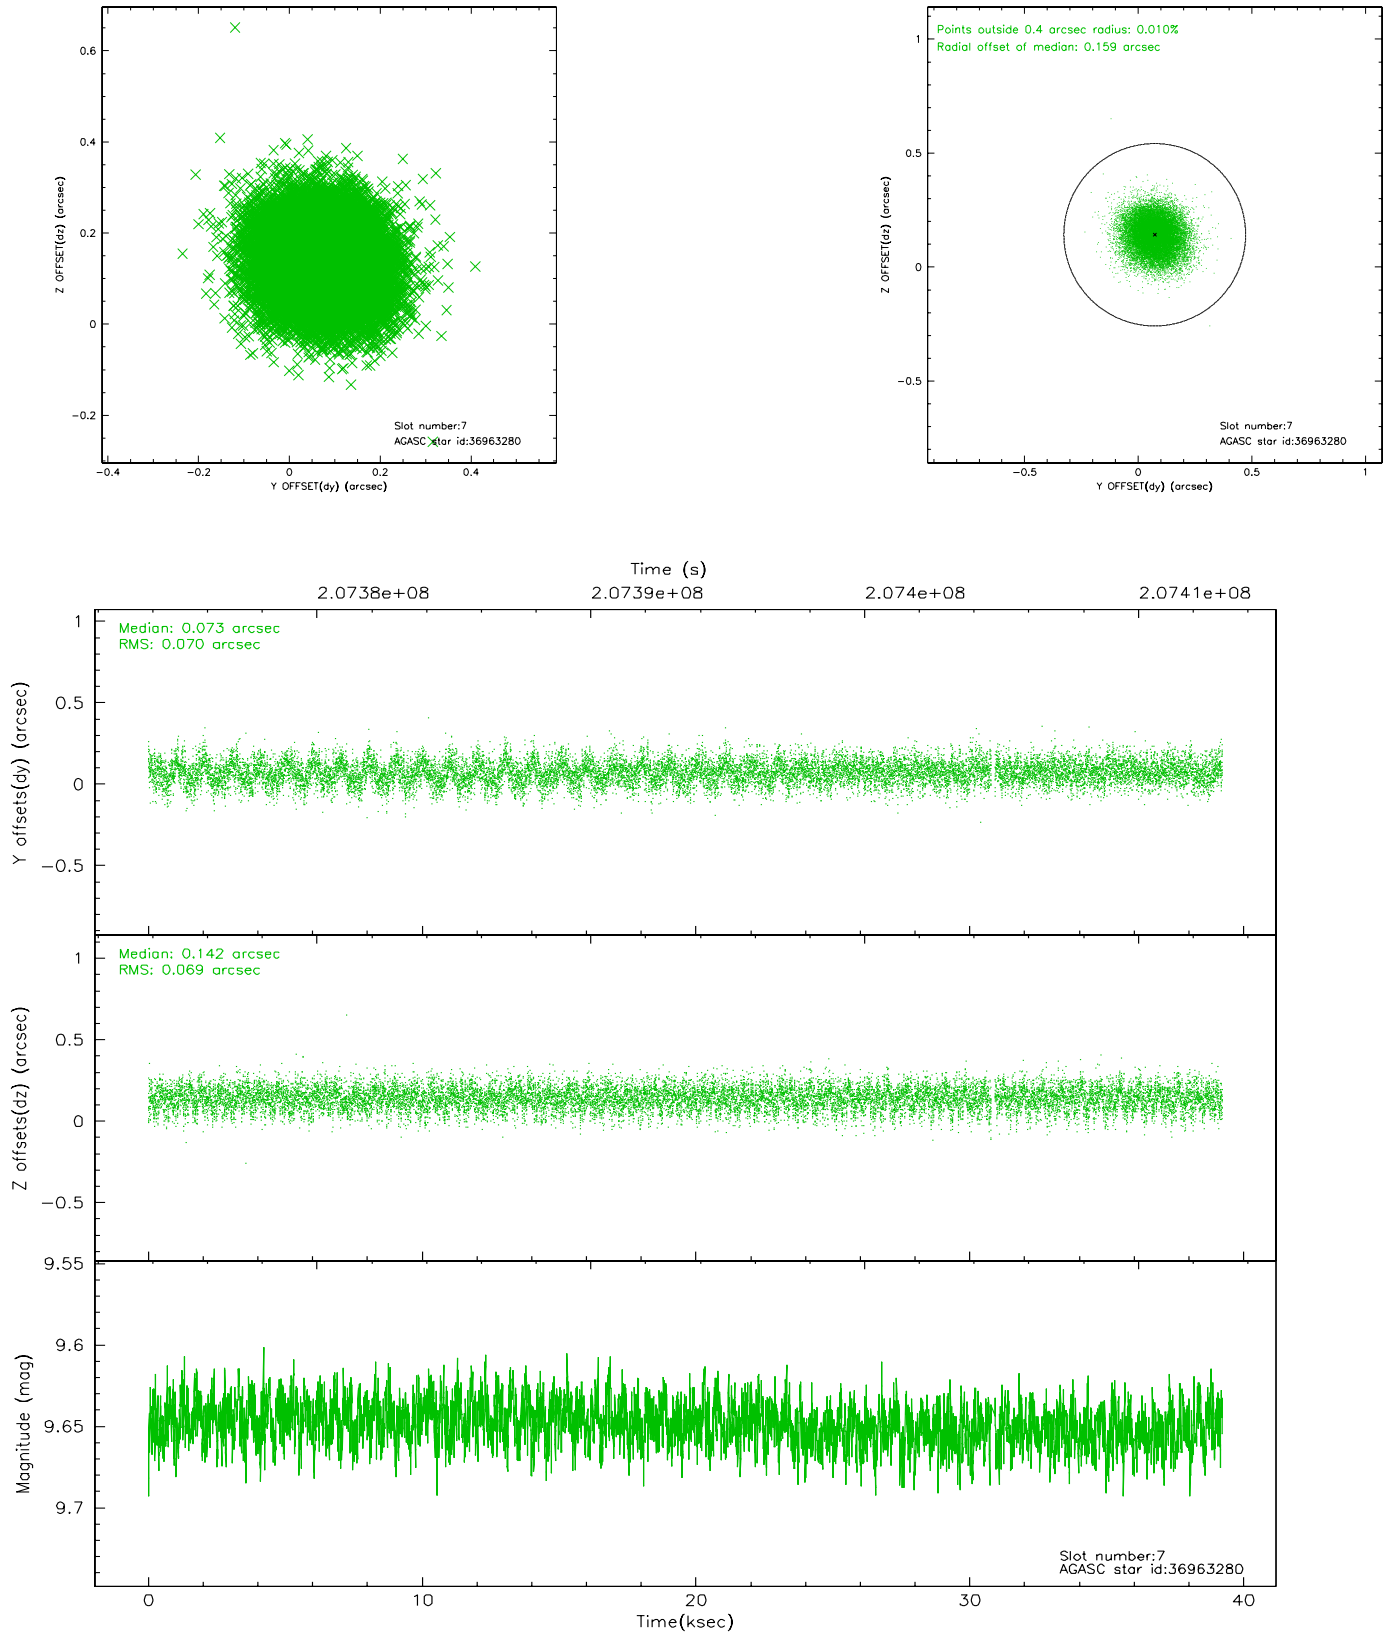 0.6
0.4
0.2
0
−0.2
Z OFFSET(dz) (arcsec)
Slot number:7
AGASC star id:36963280
−0.4 −0.2 0 0.2 0.4
Y OFFSET(dy) (arcsec)
Points outside 0.4 arcsec radius: 0.010%
Radial offset of median: 0.159 arcsec
1
0.5
0
−0.5
Z OFFSET(dz) (arcsec)
Slot number:7
AGASC star id:36963280
−0.5 0 0.5 1
Y OFFSET(dy) (arcsec)
Time (s)
2.0738e+08 2.0739e+08 2.074e+08 2.0741e+08
Median: 0.073 arcsec
RMS: 0.070 arcsec
1
0.5
0
−0.5
Y offsets(dy) (arcsec)
Median: 0.142 arcsec
RMS: 0.069 arcsec
1
0.5
0
−0.5
Z offsets(dz) (arcsec)
9.55
9.6
9.65
9.7
Magnitude (mag)
Slot number:7
AGASC star id:36963280
0 10 20 30 40
Time(ksec)